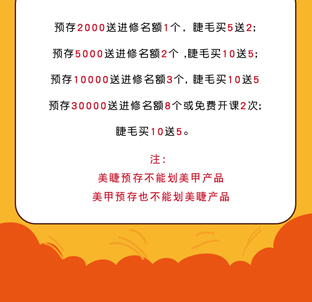 预存2000送进修名额1个，睫毛买5送2；
预存5000送进修名额2个 ，睫毛买10送5；
预存10000送进修名额3个，睫毛买10送5
预存30000送进修名额8个或免费开课2次；
睫毛买10送5。
注：
美睫预存不能划美甲产品
美甲预存也不能划美睫产品